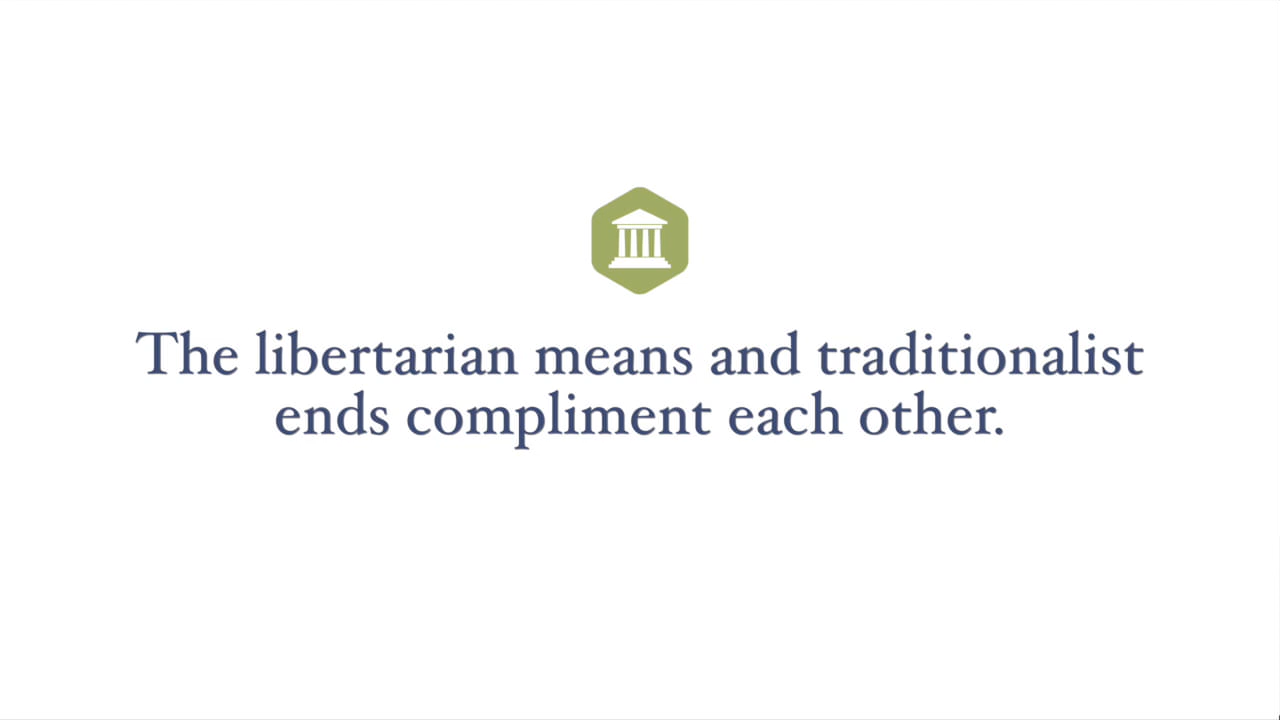 The libertarian means and traditionalist
ends compliment each other.